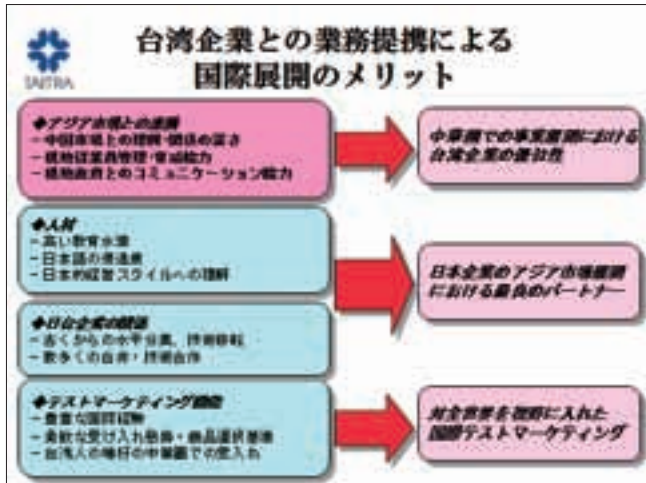 台湾企業との業務提携による
国際展開のメリット
TAITRA
◆アジア市場との連携
－中国市場との理解・関係の深さ
－現地従業員管理・育成能力
－現地政府とのコミュニケーション能力
中華圏での事業展開における
台湾企業の優位性
◆人材
－高い教育水準
－日本語の浸透度
－日本的経営スタイルへの理解
◆日台企業の関係
－古くからの水平分業、技術移転
－数多くの合弁・技術合作
日本企業のアジア市場展開
における最良のパートナー
◆テストマーケティング機能
－豊富な国際経験
－柔軟な受け入れ態勢・商品選択基準
－台湾人の嗜好の中華圏での受入れ
対全世界を視野に入れた
国際テストマーケティング